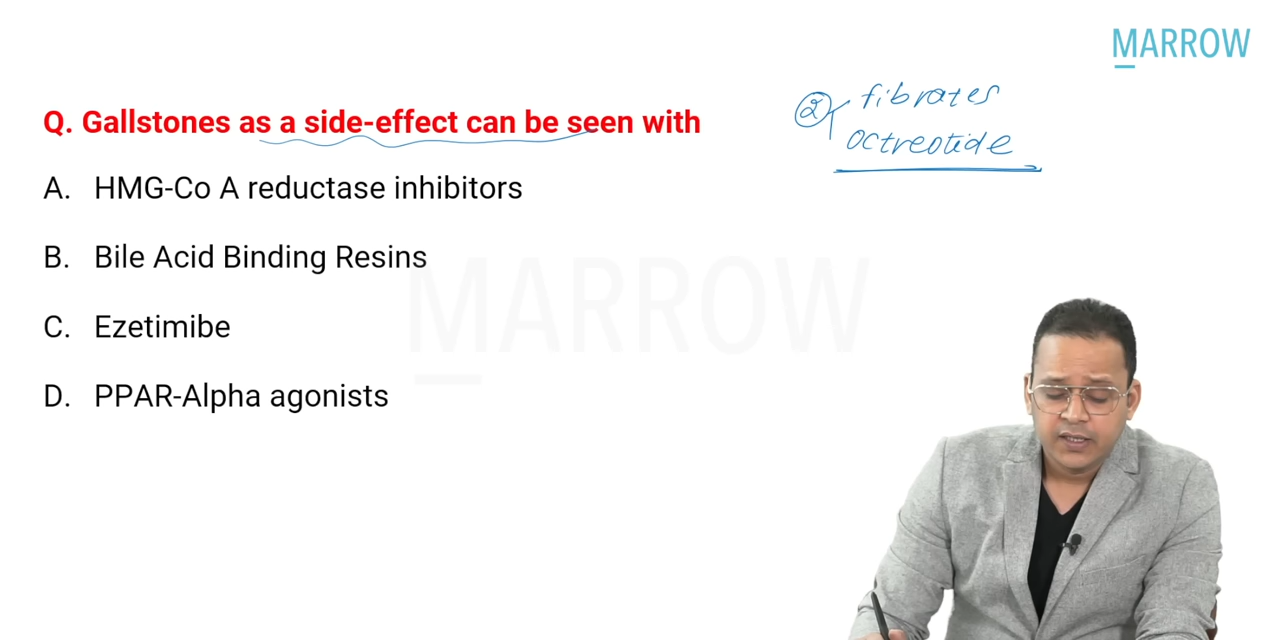 MARROW
Q. Gallstones as a side-effect can be seen with
② fibrates
octreotide
A. HMG-Co A reductase inhibitors
B. Bile Acid Binding Resins
C. Ezetimibe
D. PPAR-Alpha agonists
MARROW